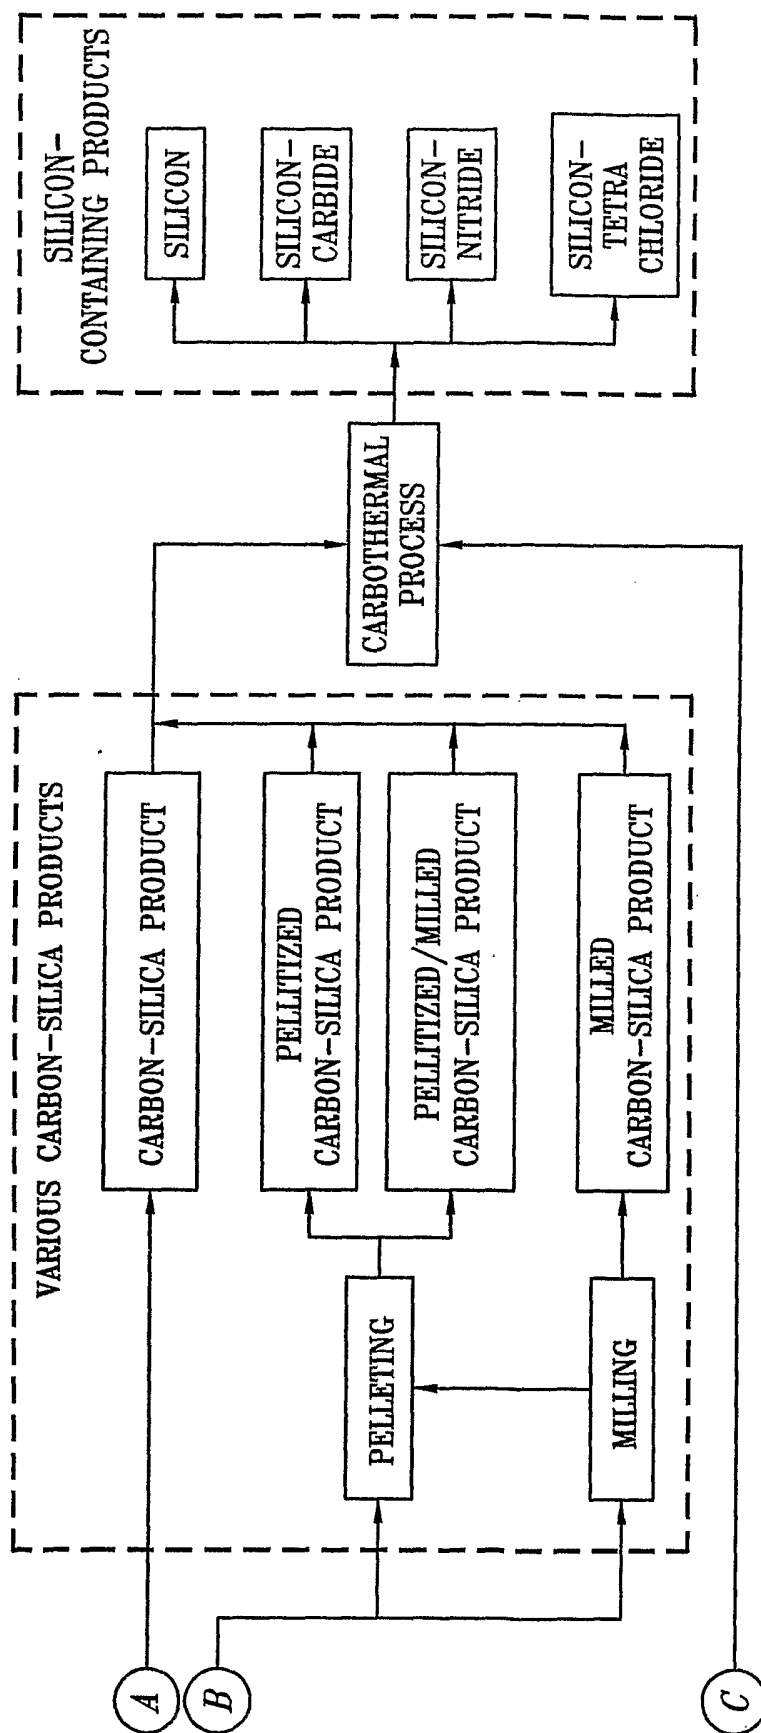 A
B
C
VARIOUS CARBON-SILICA PRODUCTS
PELLETING
MILLING
CARBON-SILICA PRODUCT
PELLITIZED
CARBON-SILICA PRODUCT
PELLITIZED/MILLED
CARBON-SILICA PRODUCT
MILLED
CARBON-SILICA PRODUCT
CARBOTHERMAL
PROCESS
SILICON-
CONTAINING PRODUCTS
SILICON
SILICON-
CARBIDE
SILICON-
NITRIDE
SILICON-
TETRA
CHLORIDE